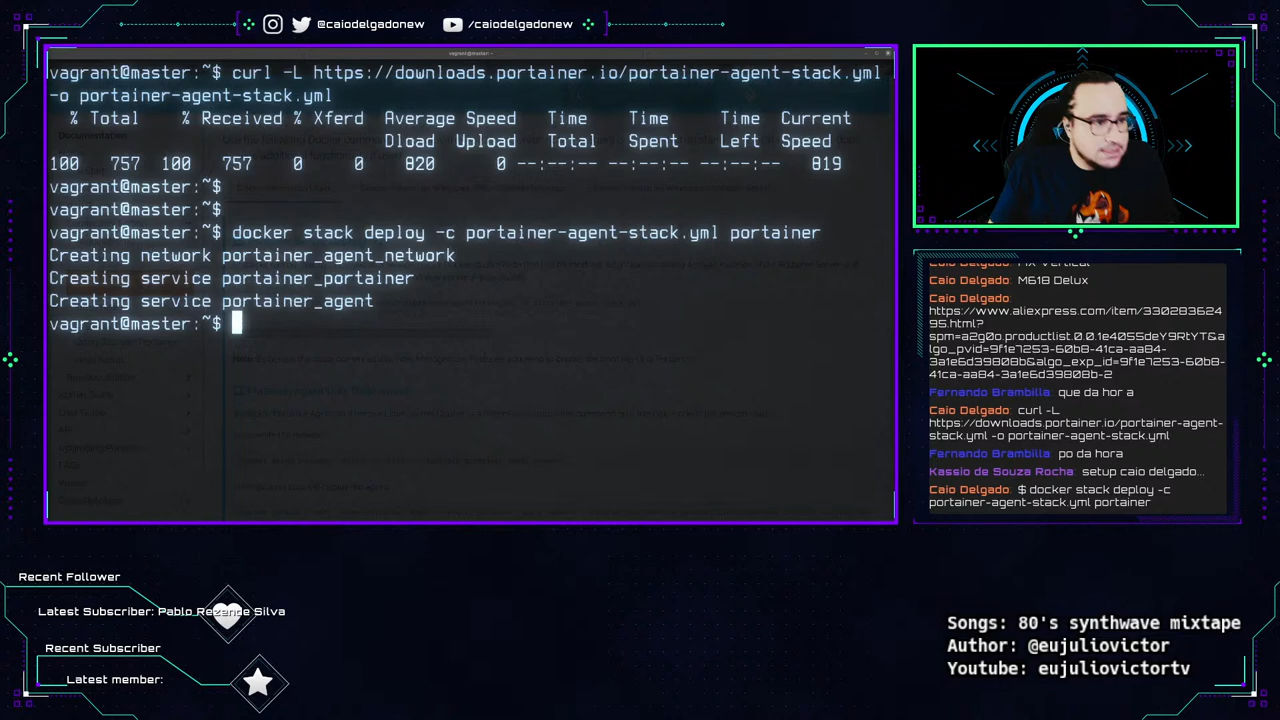 @caiodelgadonew
/caiodelgadonew
vagrant@master: ~
vagrant@master:~$ curl -L https://downloads.portainer.io/portainer-agent-stack.yml
-o portainer-agent-stack.yml
% Total % Received % Xferd Average Speed Time Time Time Current
Dload Upload Total Spent Left Speed
100 757 100 757 0 0 820 0 --:--:-- --:--:-- --:--:-- 819
vagrant@master:~$
vagrant@master:~$
vagrant@master:~$ docker stack deploy -c portainer-agent-stack.yml portainer
Creating network portainer_agent_network
Creating service portainer_portainer
Creating service portainer_agent
vagrant@master:~$
Caio Delgado: M618 Delux
Caio Delgado:
https://www.aliexpress.com/item/330283624
95.html?
spm=a2g0o.productlist.0.0.1e4055deY9RtYT&a
lgo_pvid=9f1e7253-60b8-41ca-aa84-
3a1e6d39808b&algo_exp_id=9f1e7253-60b8-
41ca-aa84-3a1e6d39808b-2
Fernando Brambilla: que da hor a
Caio Delgado: curl -L
https://downloads.portainer.io/portainer-agent-
stack.yml -o portainer-agent-stack.yml
Fernando Brambilla: po da hora
Kassio de Souza Rocha: setup caio delgado...
Caio Delgado: $ docker stack deploy -c
portainer-agent-stack.yml portainer
Recent Follower
Latest Subscriber: Pablo Rezende Silva
Recent Subscriber
Latest member:
Songs: 80's synthwave mixtape
Author: @eujuliovictor
Youtube: eujuliovictortv